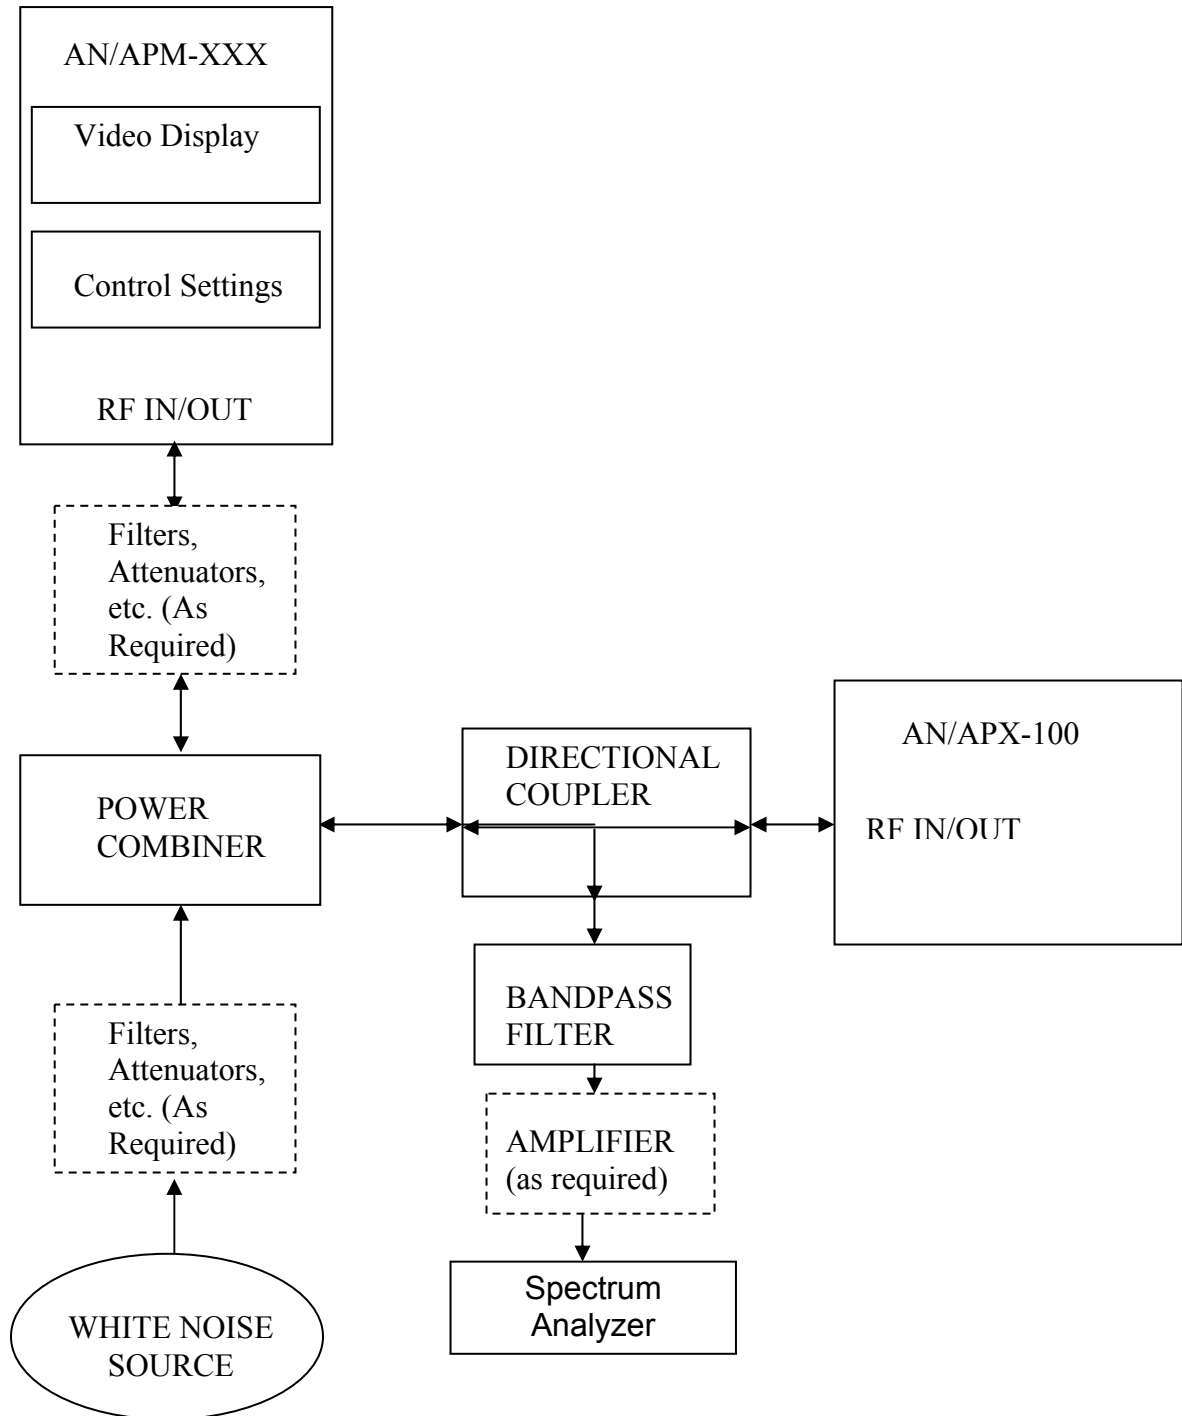 AN/APM-XXX
Video Display
Control Settings
RF IN/OUT
Filters,
Attenuators,
etc. (As
Required)
POWER
COMBINER
DIRECTIONAL
COUPLER
AN/APX-100
RF IN/OUT
BANDPASS
FILTER
Filters,
Attenuators,
etc. (As
Required)
AMPLIFIER
(as required)
Spectrum
Analyzer
WHITE NOISE
SOURCE